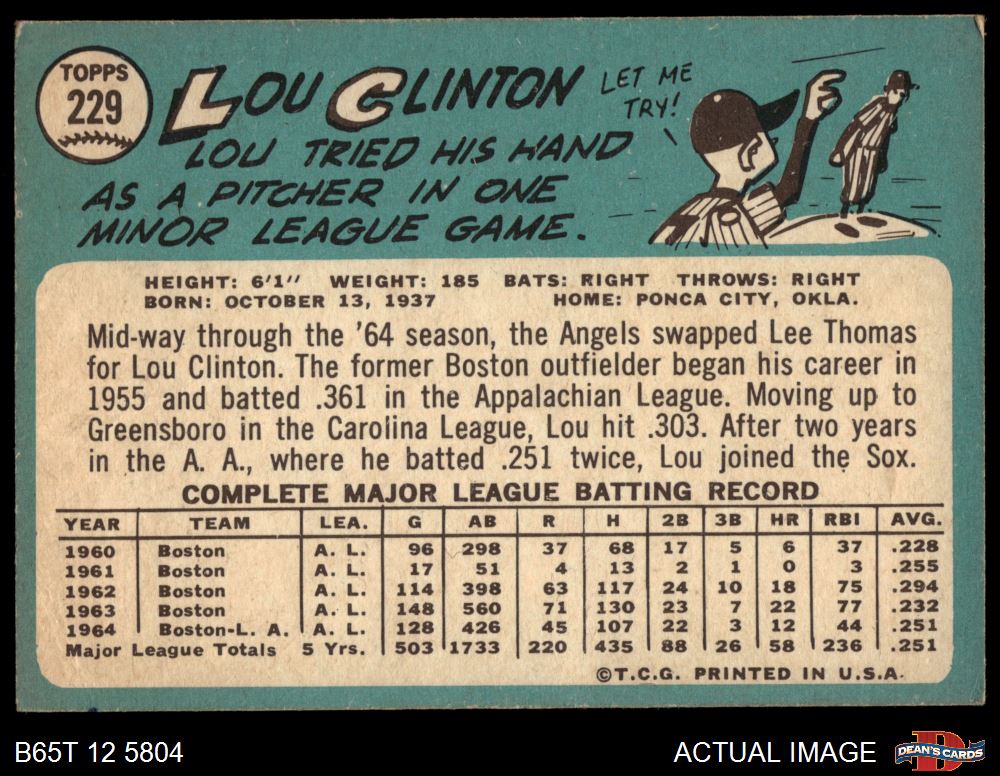 TOPPS
229
LOU CLINTON
LET ME
TRY!
LOU TRIED HIS HAND
AS A PITCHER IN ONE
MINOR LEAGUE GAME.
HEIGHT: 6'1" WEIGHT: 185 BATS: RIGHT THROWS: RIGHT
BORN: OCTOBER 13, 1937 HOME: PONCA CITY, OKLA.
Mid-way through the '64 season, the Angels swapped Lee Thomas
for Lou Clinton. The former Boston outfielder began his career in
1955 and batted .361 in the Appalachian League. Moving up to
Greensboro in the Carolina League, Lou hit .303. After two years
in the A. A., where he batted .251 twice, Lou joined the Sox.
COMPLETE MAJOR LEAGUE BATTING RECORD
YEAR TEAM LEA. G AB R H 2B 3B HR RBI AVG.
1960 Boston A. L. 96 298 37 68 17 5 6 37 .228
1961 Boston A. L. 17 51 4 13 2 1 0 3 .255
1962 Boston A. L. 114 398 63 117 24 10 18 75 .294
1963 Boston A. L. 148 560 71 130 23 7 22 77 .232
1964 Boston-L. A. A. L. 128 426 45 107 22 3 12 44 .251
Major League Totals 5 Yrs. 503 1733 220 435 88 26 58 236 .251
©T.C.G. PRINTED IN U.S.A.
B65T 12 5804
ACTUAL IMAGE
DEAN'S CARDS